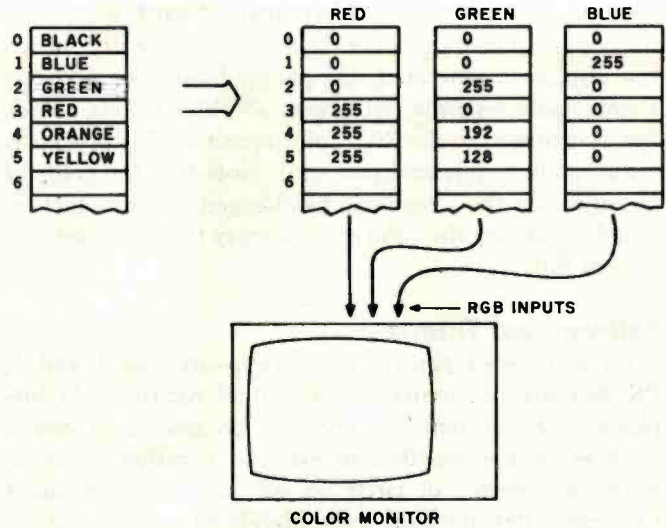 RED GREEN BLUE
0 BLACK 0 0 0 0
1 BLUE 1 0 0 255
2 GREEN 2 0 255 0
3 RED 3 255 0 0
4 ORANGE 4 255 192 0
5 YELLOW 5 255 128 0
6 6
RGB INPUTS
COLOR MONITOR